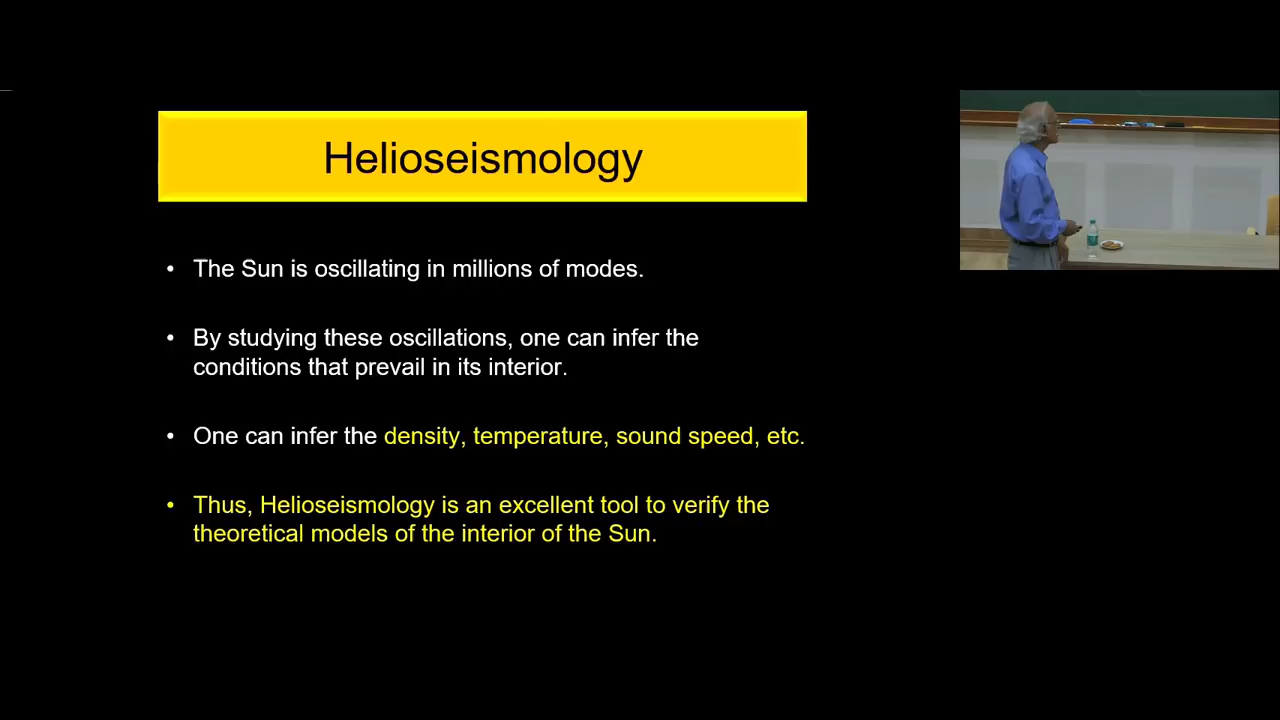 Helioseismology
• The Sun is oscillating in millions of modes.
• By studying these oscillations, one can infer the
conditions that prevail in its interior.
• One can infer the density, temperature, sound speed, etc.
• Thus, Helioseismology is an excellent tool to verify the
theoretical models of the interior of the Sun.